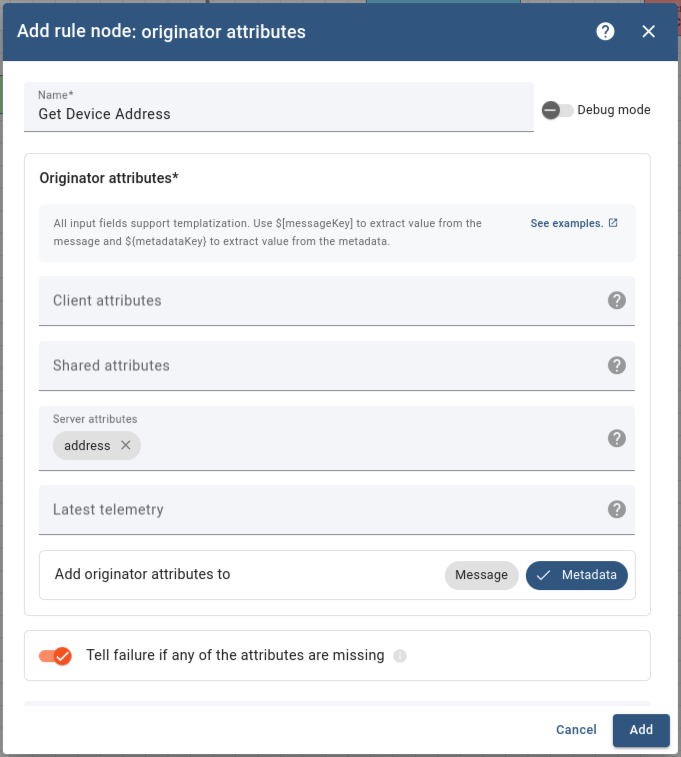 Add rule node: originator attributes
Name*
Get Device Address
Debug mode
Originator attributes*
All input fields support templatization. Use $[messageKey] to extract value from the
message and ${metadataKey} to extract value from the metadata.
See examples.
Client attributes
Shared attributes
Server attributes
address
Latest telemetry
Add originator attributes to
Message
Metadata
Tell failure if any of the attributes are missing
Cancel
Add